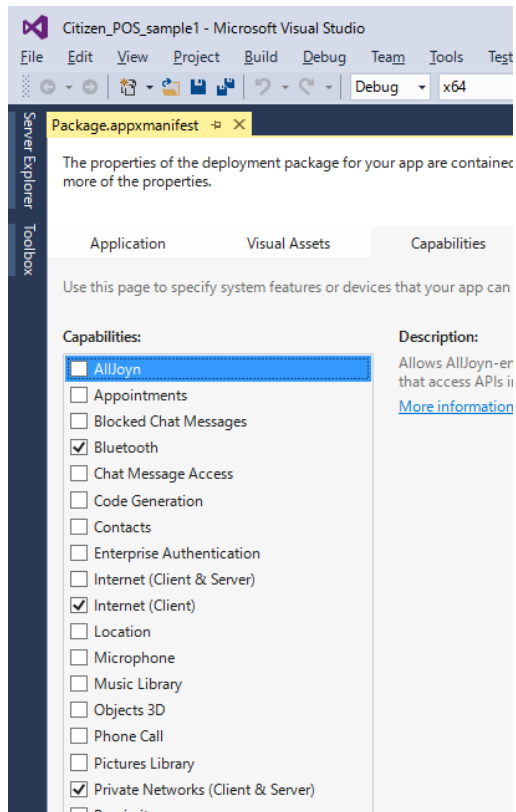 Citizen_POS_sample1 - Microsoft Visual Studio
File Edit View Project Build Debug Team Tools Test
Debug x64
Server Explorer
Toolbox
Package.appxmanifest
The properties of the deployment package for your app are contained
more of the properties.
Application Visual Assets Capabilities
Use this page to specify system features or devices that your app can
Capabilities: Description:
AllJoyn
Allows AllJoyn-en
that access APIs i
More information
Appointments
Blocked Chat Messages
Bluetooth
Chat Message Access
Code Generation
Contacts
Enterprise Authentication
Internet (Client & Server)
Internet (Client)
Location
Microphone
Music Library
Objects 3D
Phone Call
Pictures Library
Private Networks (Client & Server)